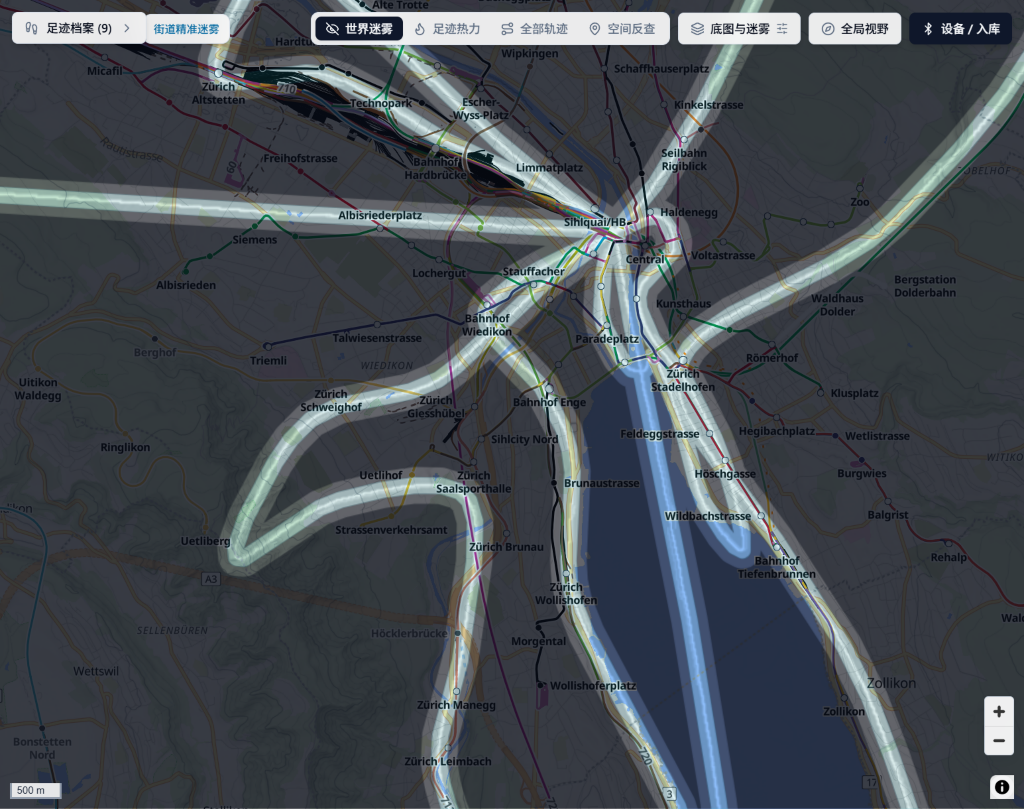 足迹档案 (9)
街道精准迷雾
世界迷雾
足迹热力
全部轨迹
空间反查
底图与迷雾
全局视野
设备 / 入库
Alte Trotte
Wipkingen
Micafil
Schaffhauserplatz
Zürich
Altstetten
710
Technopark
Escher-
Wyss-Platz
Kinkelstrasse
Rautistrasse
Freihofstrasse
60
Bahnhof
Hardbrücke
Limmatplatz
Seilbahn
Rigiblick
Zoo
Albisriederplatz
Sihlquai/HB
Haldenegg
Siemens
Central
Voltastrasse
Lochergut
Stauffacher
Albisrieden
Bergstation
Dolderbahn
Kunsthaus
Waldhaus
Dolder
Bahnhof
Wiedikon
Talwiesenstrasse
Paradeplatz
Berghof
Triemli
WIEDIKON
Römerhof
Uitikon
Waldegg
Zürich
Stadelhofen
Zürich
Schweighof
Zürich
Giesshübel
Bahnhof Enge
Klusplatz
Ringlikon
Sihlcity Nord
Feldeggstrasse
Hegibachplatz
Wetlistrasse
Uetlihof
Zürich
Saalsporthalle
Brunaustrasse
Höschgasse
Burgwies
Strassenverkehrsamt
Wildbachstrasse
Balgrist
Uetliberg
Zürich Brunau
Rehalp
A3
Bahnhof
Tiefenbrunnen
Zürich
Wollishofen
SELLENBÜREN
Höcklerbrücke
Morgental
Wettswil
Wollishoferplatz
Zollikon
Zürich Manegg
Zollikon
Bonstetten
Nord
Zürich Leimbach
720
17
3
500 m